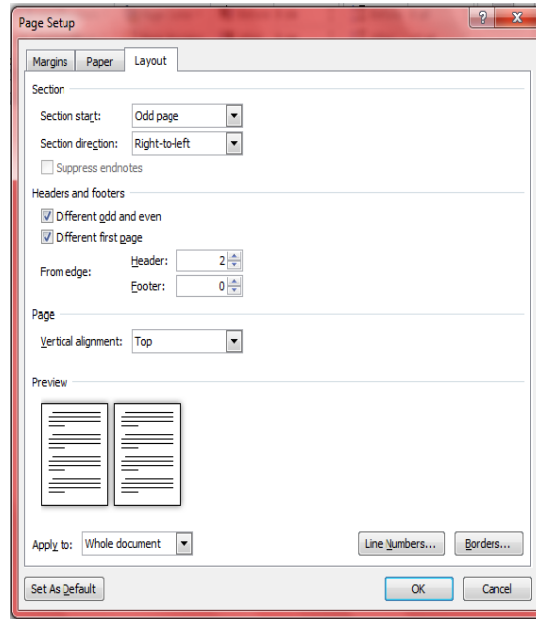 Page Setup
Margins Paper Layout
Section
Section start: Odd page
Section direction: Right-to-left
Suppress endnotes
Headers and footers
Different odd and even
Different first page
From edge:
Header: 2
Footer: 0
Page
Vertical alignment: Top
Preview
Apply to: Whole document Line Numbers... Borders...
Set As Default OK Cancel